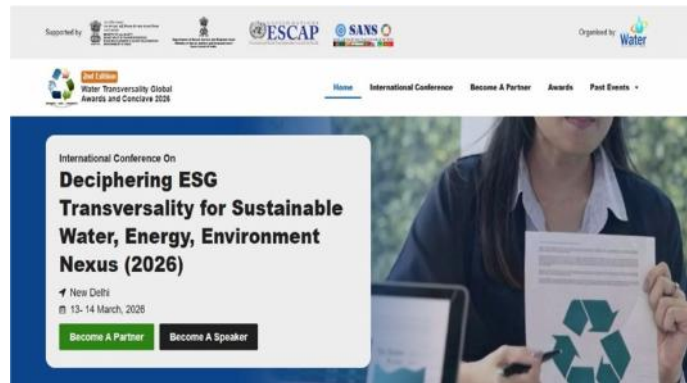 Supported by
ESCAP
SANS
Organised by
Water
2nd Edition
Water Transversality Global
Awards and Conclave 2026
Home International Conference Become A Partner Awards Past Events
International Conference On
Deciphering ESG
Transversality for Sustainable
Water, Energy, Environment
Nexus (2026)
New Delhi
13- 14 March, 2026
Become A Partner Become A Speaker